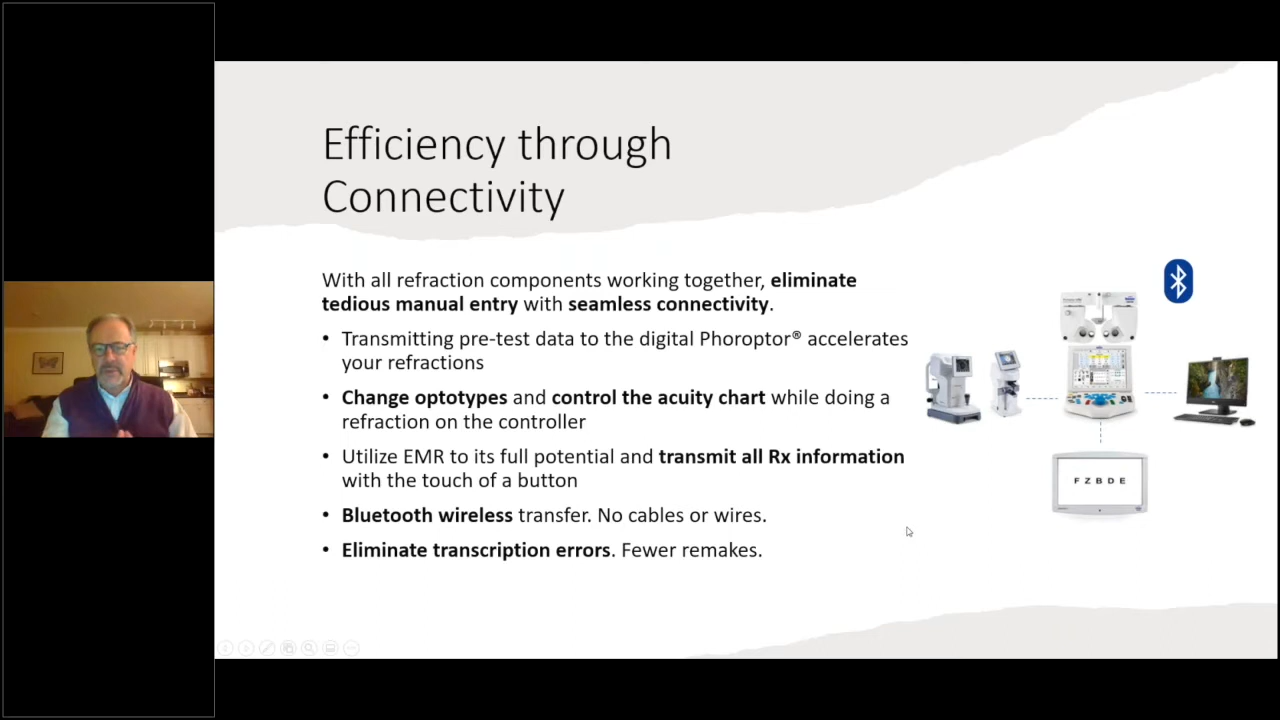 Efficiency through
Connectivity
With all refraction components working together, eliminate
tedious manual entry with seamless connectivity.
• Transmitting pre-test data to the digital Phoroptor® accelerates
your refractions
• Change optotypes and control the acuity chart while doing a
refraction on the controller
• Utilize EMR to its full potential and transmit all Rx information
with the touch of a button
• Bluetooth wireless transfer. No cables or wires.
• Eliminate transcription errors. Fewer remakes.
F Z B D E